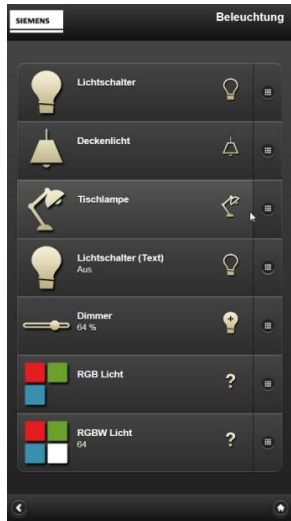 SIEMENS
Beleuchtung
Lichtschalter
Deckenlicht
Tischlampe
Lichtschalter (Text)
Aus
Dimmer
64 %
RGB Licht
?
RGBW Licht
64
?